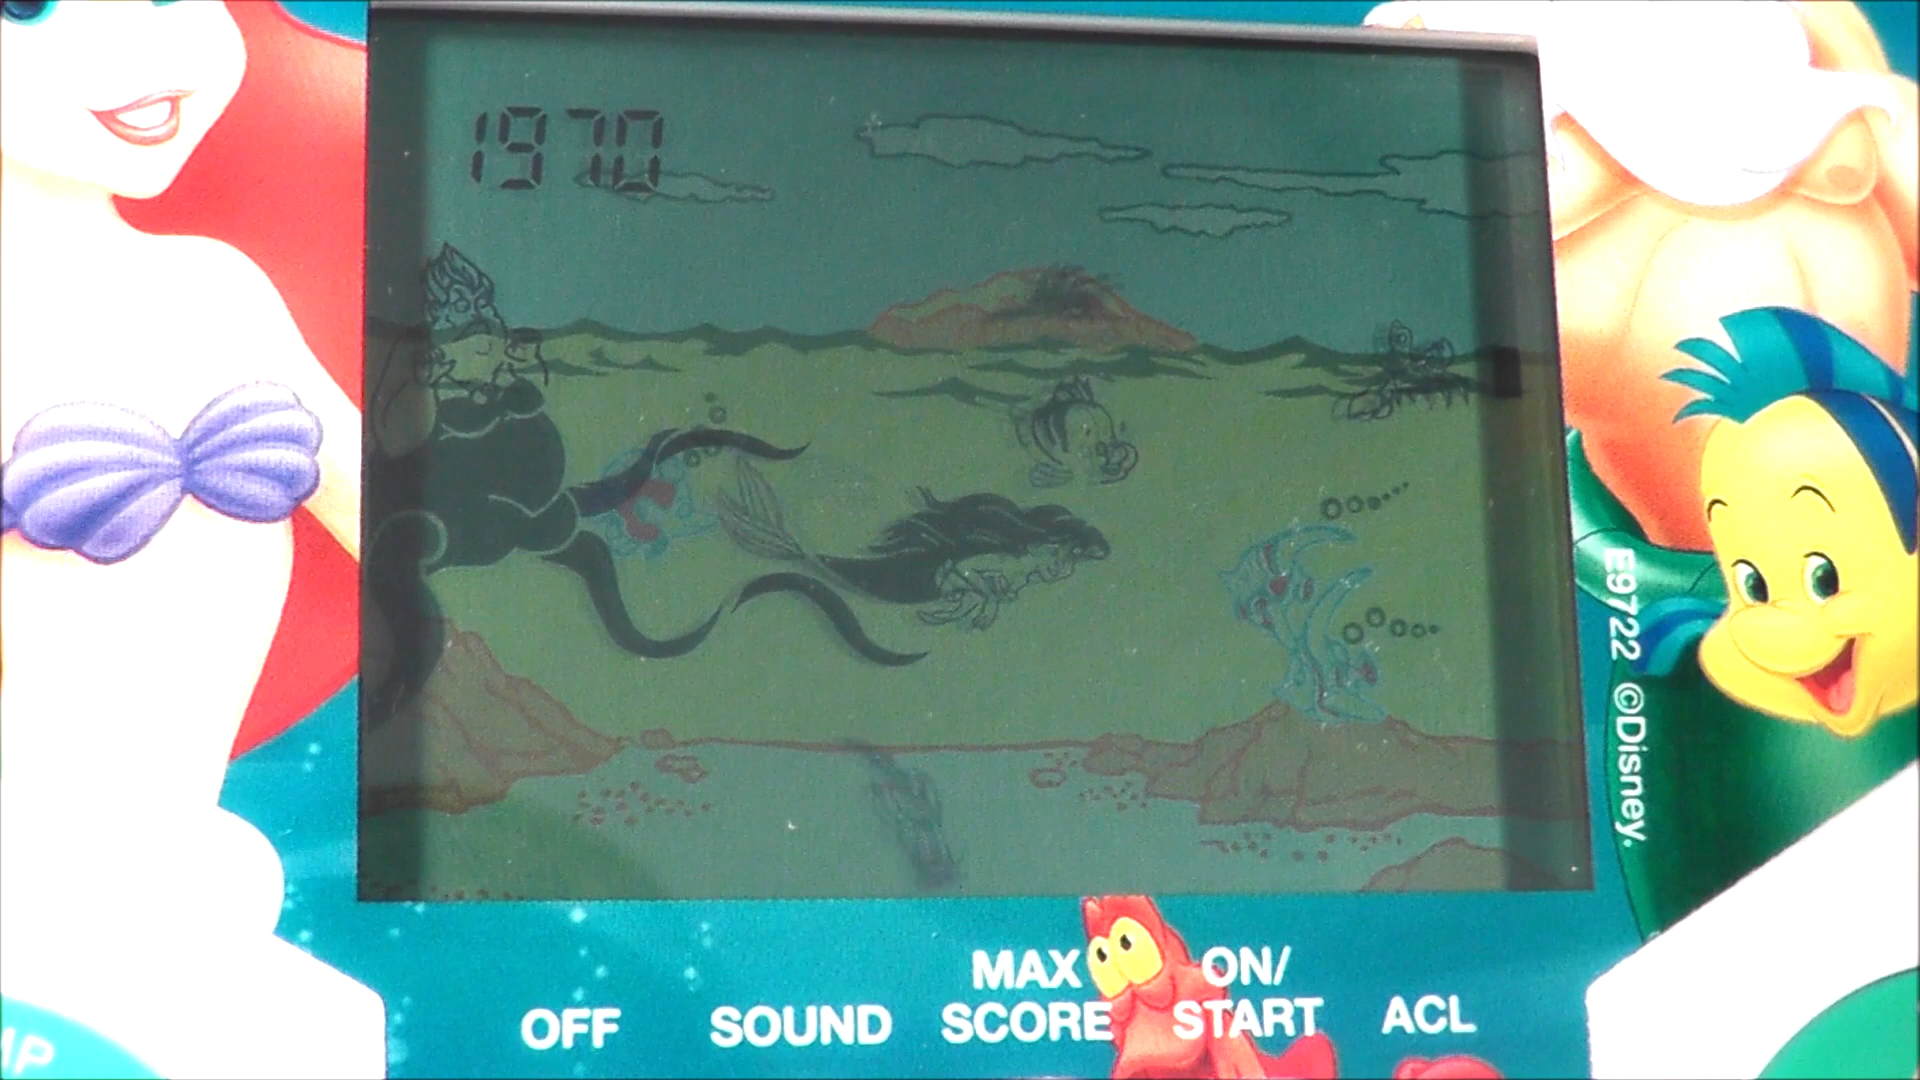 1970
E9722 ©Disney.
MAX ON/
OFF SOUND SCORE START ACL